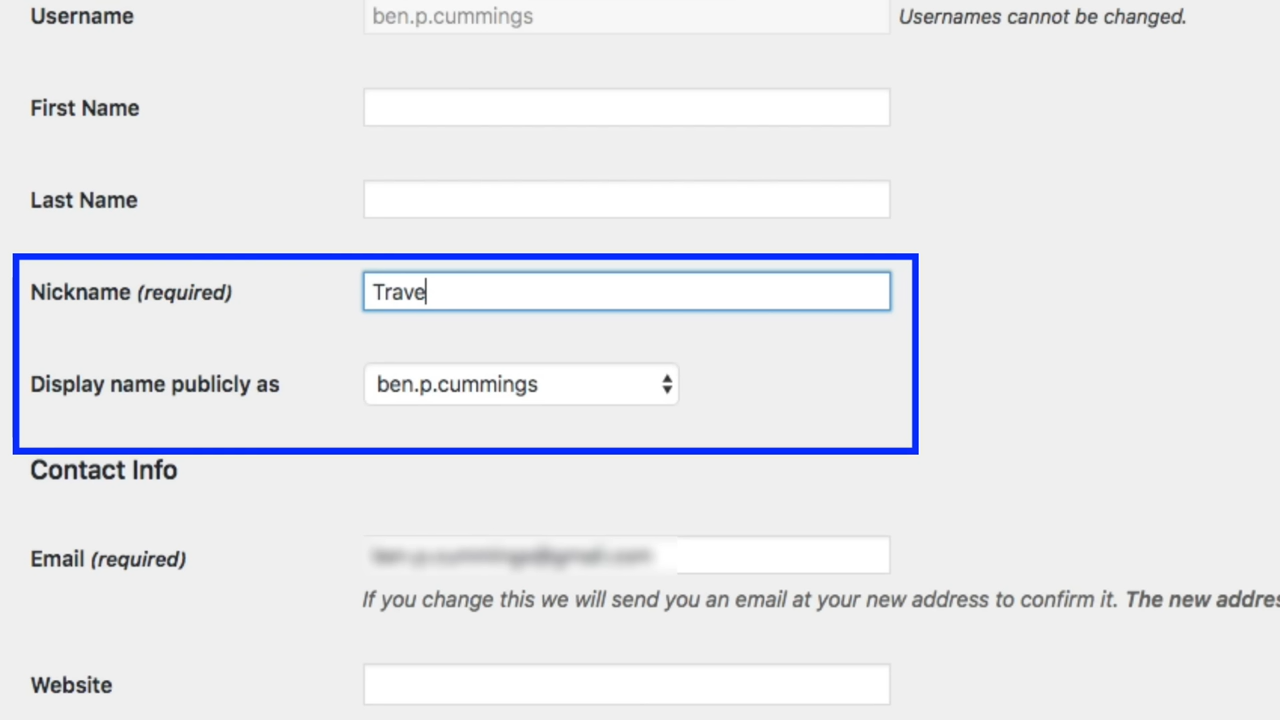 Username ben.p.cummings Usernames cannot be changed.
First Name
Last Name
Nickname (required) Trave
Display name publicly as ben.p.cummings
Contact Info
Email (required)
If you change this we will send you an email at your new address to confirm it. The new addres
Website